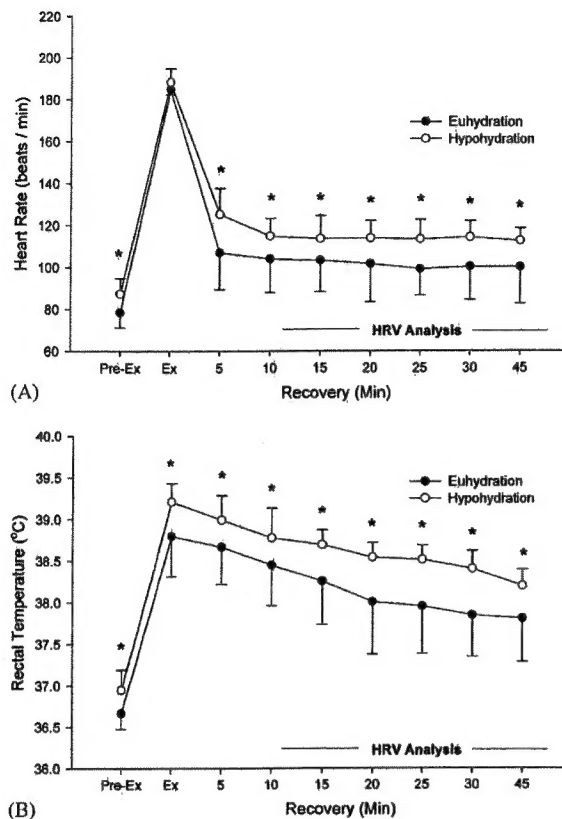 220
200
180
160
140
120
100
80
60
Heart Rate (beats / min)
Euhydration
Hypohydration
* * * * * * * * *
HRV Analysis
Pre-Ex Ex 5 10 15 20 25 30 45
(A)
Recovery (Min)
40.0
39.5
39.0
38.5
38.0
37.5
37.0
36.5
36.0
Rectal Temperature (°C)
Euhydration
Hypohydration
* * * * * * * * * *
HRV Analysis
Pre-Ex Ex 5 10 15 20 25 30 45
(B)
Recovery (Min)